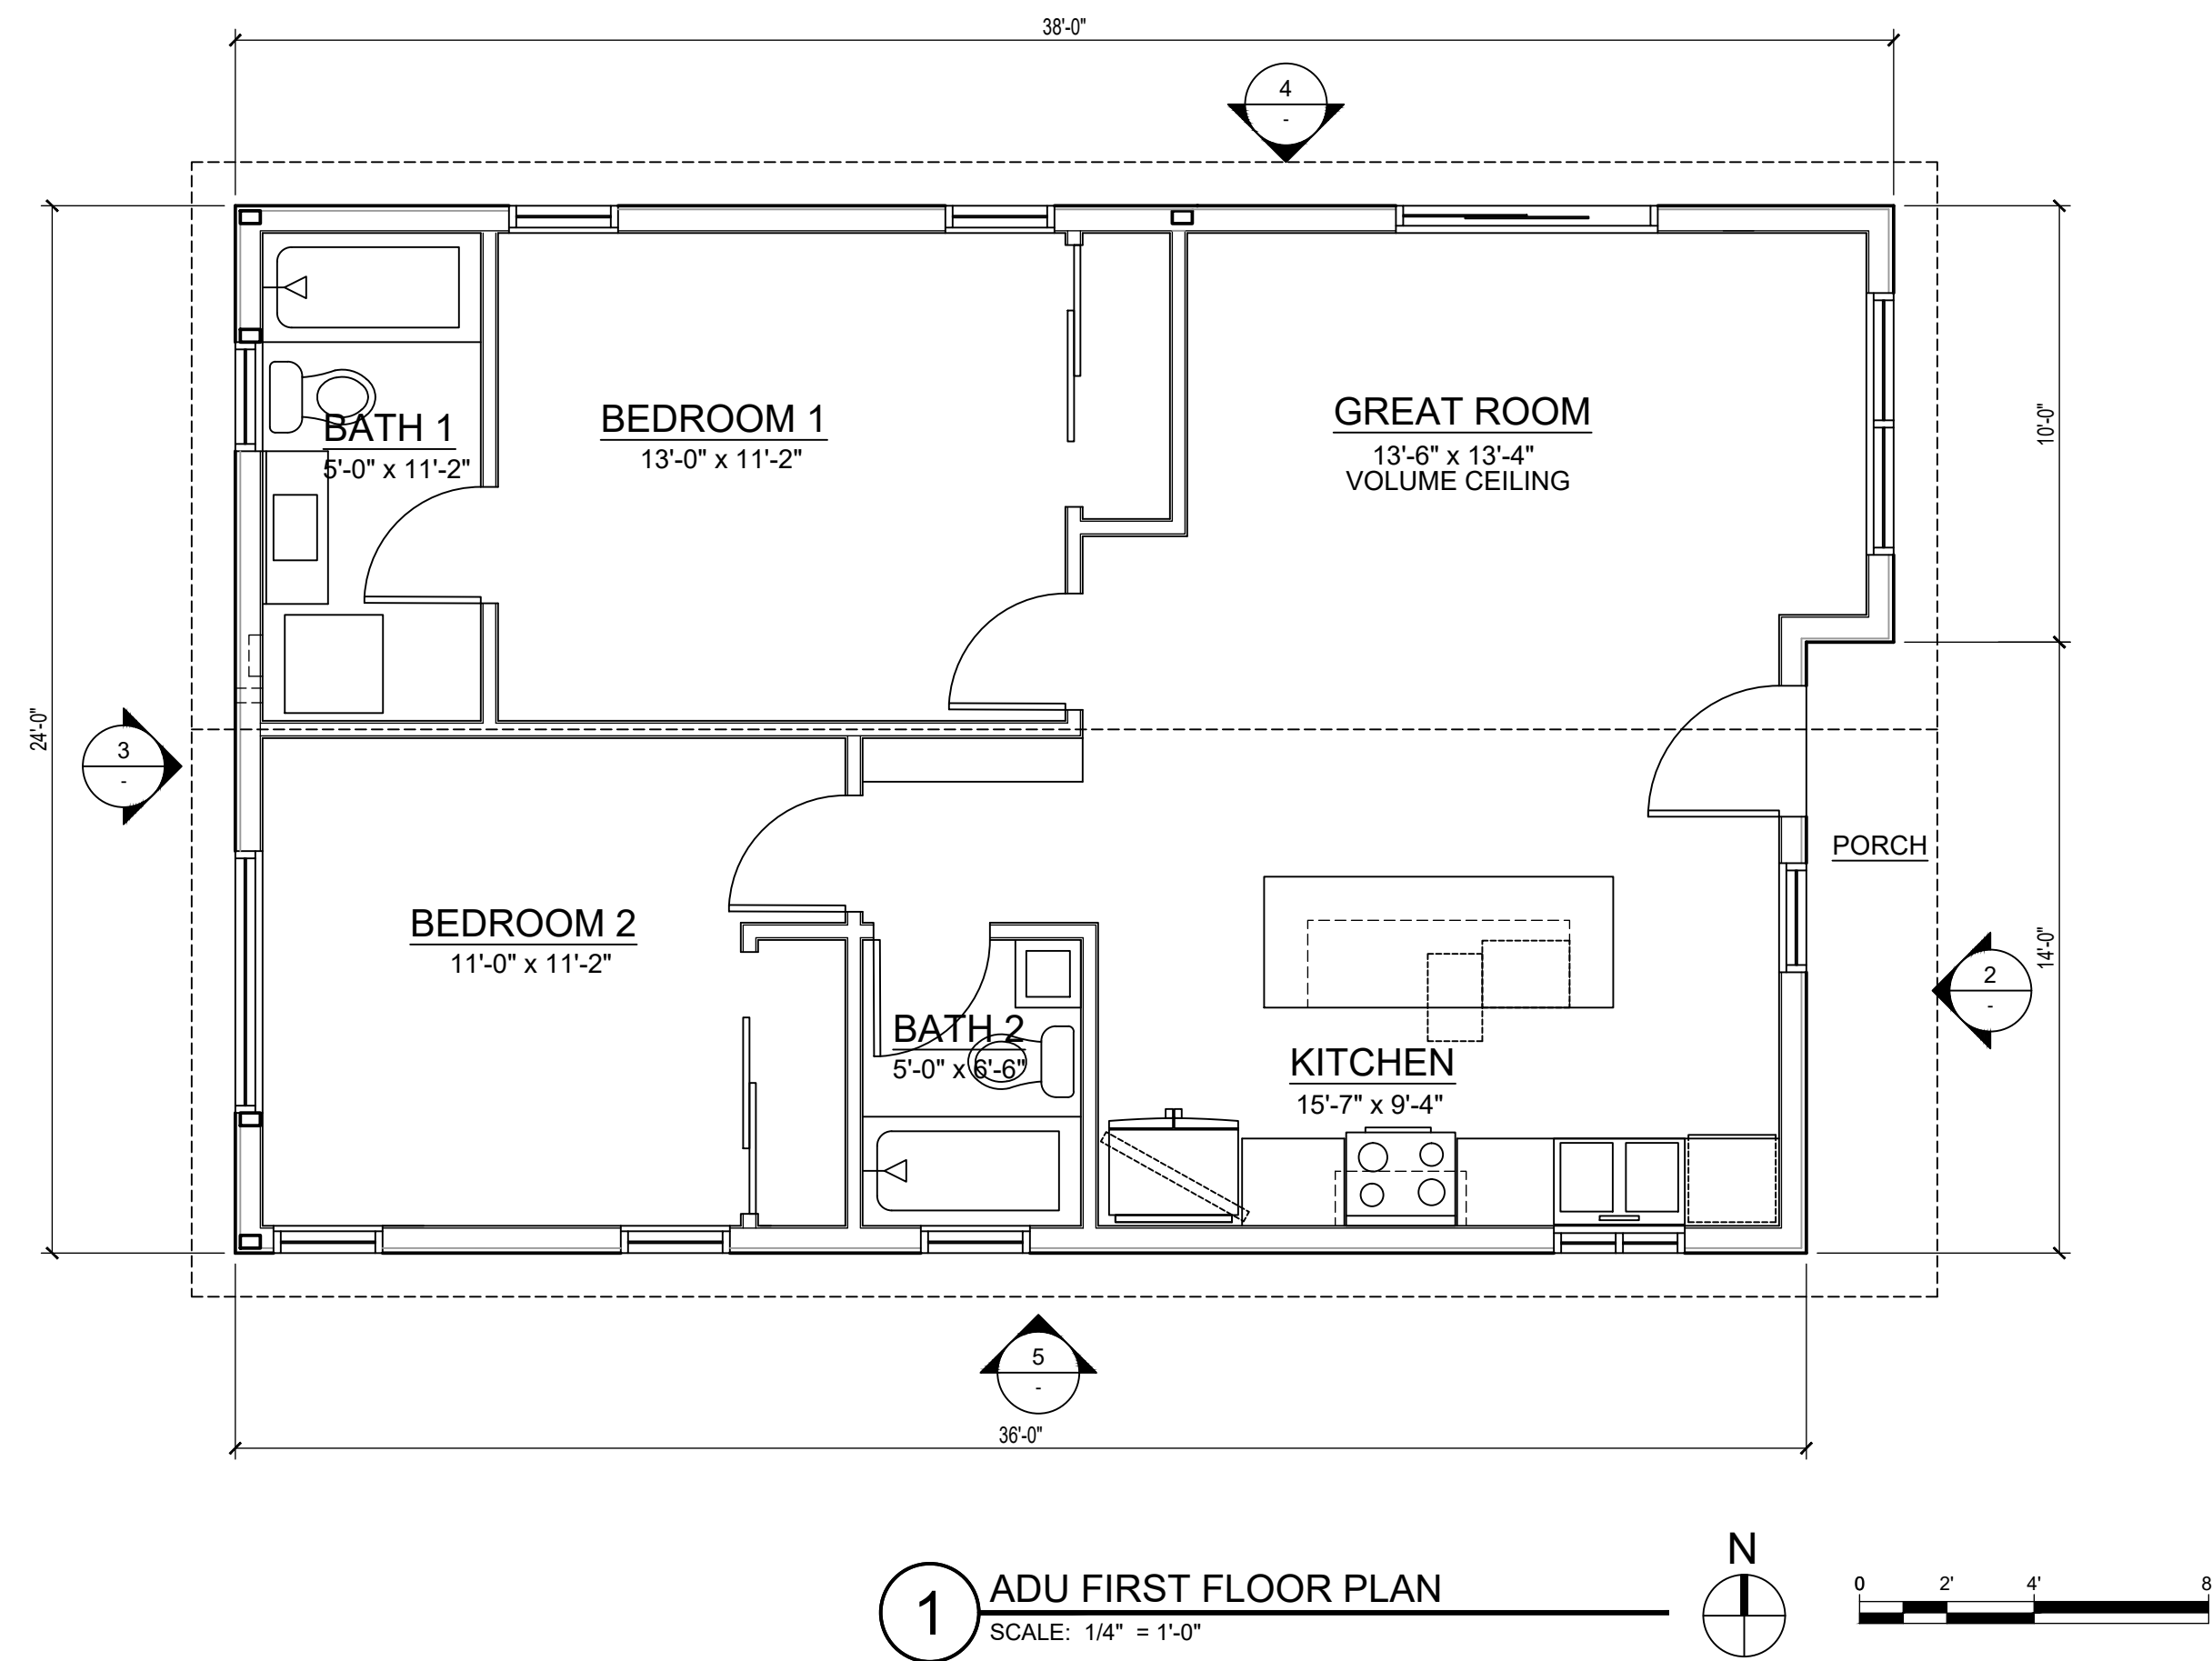 38'-0"
4
-
BATH 1
5'-0" x 11'-2"
BEDROOM 1
13'-0" x 11'-2"
GREAT ROOM
13'-6" x 13'-4"
VOLUME CEILING
10'-0"
24'-0"
3
-
PORCH
BEDROOM 2
11'-0" x 11'-2"
BATH 2
5'-0" x 6'-6"
KITCHEN
15'-7" x 9'-4"
14'-0"
2
-
5
-
36'-0"
1
ADU FIRST FLOOR PLAN
SCALE: 1/4" = 1'-0"
N
0 2' 4' 8